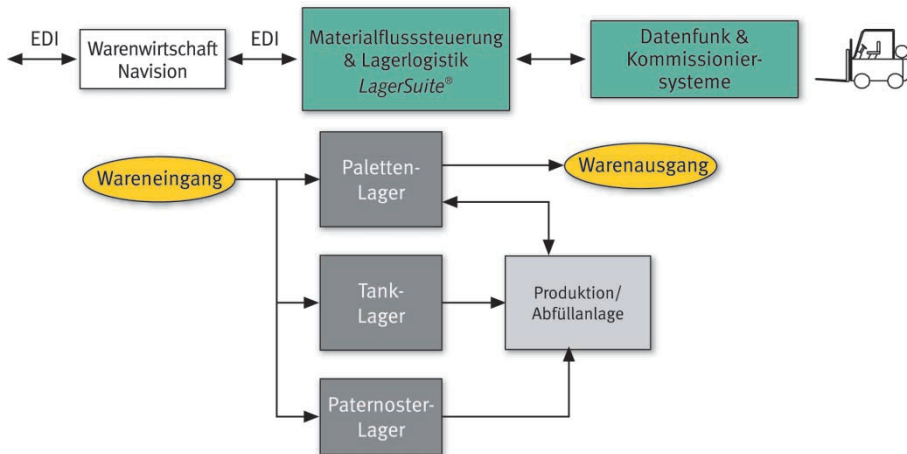 EDI
Warenwirtschaft
Navision
EDI
Materialflusssteuerung
& Lagerlogistik
LagerSuite®
Datenfunk &
Kommissionier-
systeme
Wareneingang
Paletten-
Lager
Warenausgang
Tank-
Lager
Produktion/
Abfüllanlage
Paternoster-
Lager